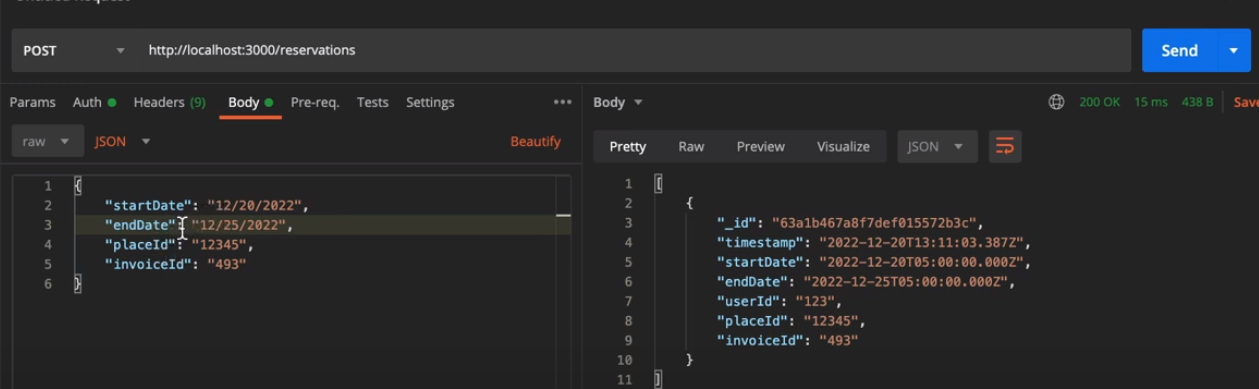 Untitled Request
POST http://localhost:3000/reservations Send
Params Auth Headers (9) Body Pre-req. Tests Settings ••• Body 200 OK 15 ms 438 B Save
raw JSON Beautify Pretty Raw Preview Visualize JSON
1 {
2 "startDate": "12/20/2022",
3 "endDate": "12/25/2022",
4 "placeId": "12345",
5 "invoiceId": "493"
6 }
1 [
2 {
3 "_id": "63a1b467a8f7def015572b3c",
4 "timestamp": "2022-12-20T13:11:03.387Z",
5 "startDate": "2022-12-20T05:00:00.000Z",
6 "endDate": "2022-12-25T05:00:00.000Z",
7 "userId": "123",
8 "placeId": "12345",
9 "invoiceId": "493"
10 }
11 ]